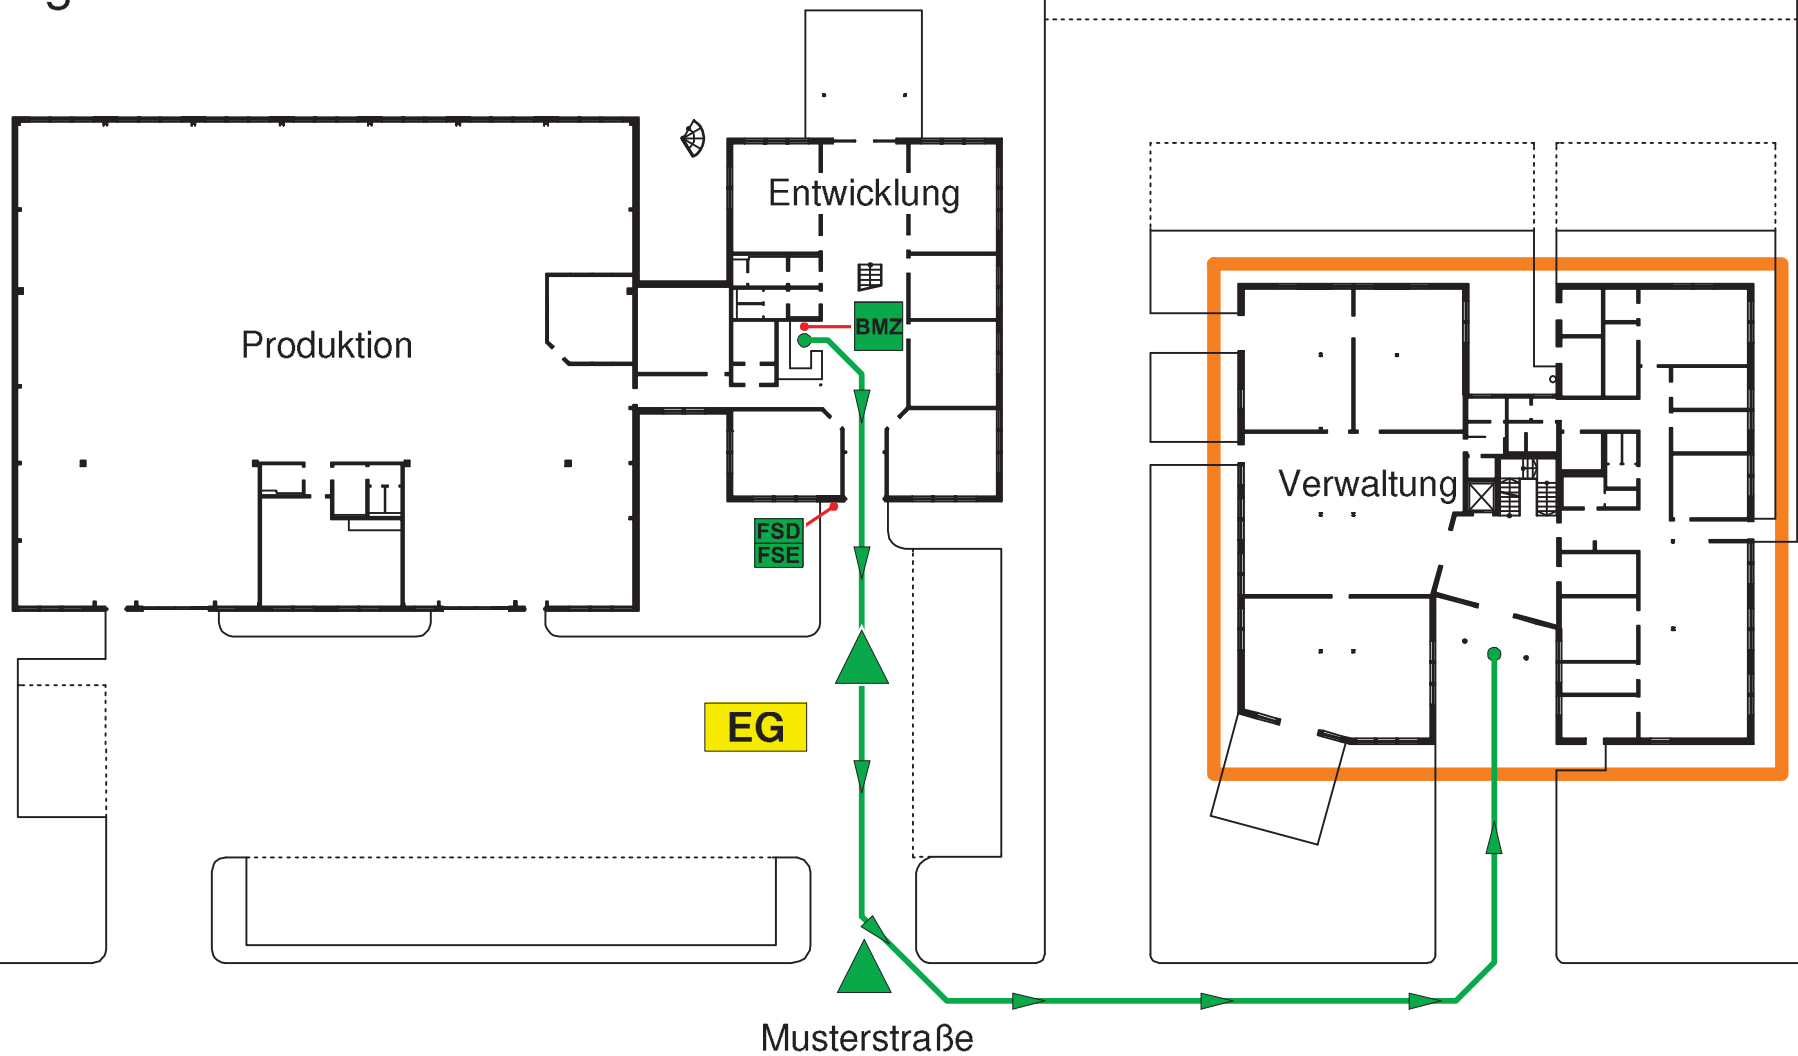 Entwicklung
Produktion
BMZ
Verwaltung
FSD
FSE
EG
Musterstraße